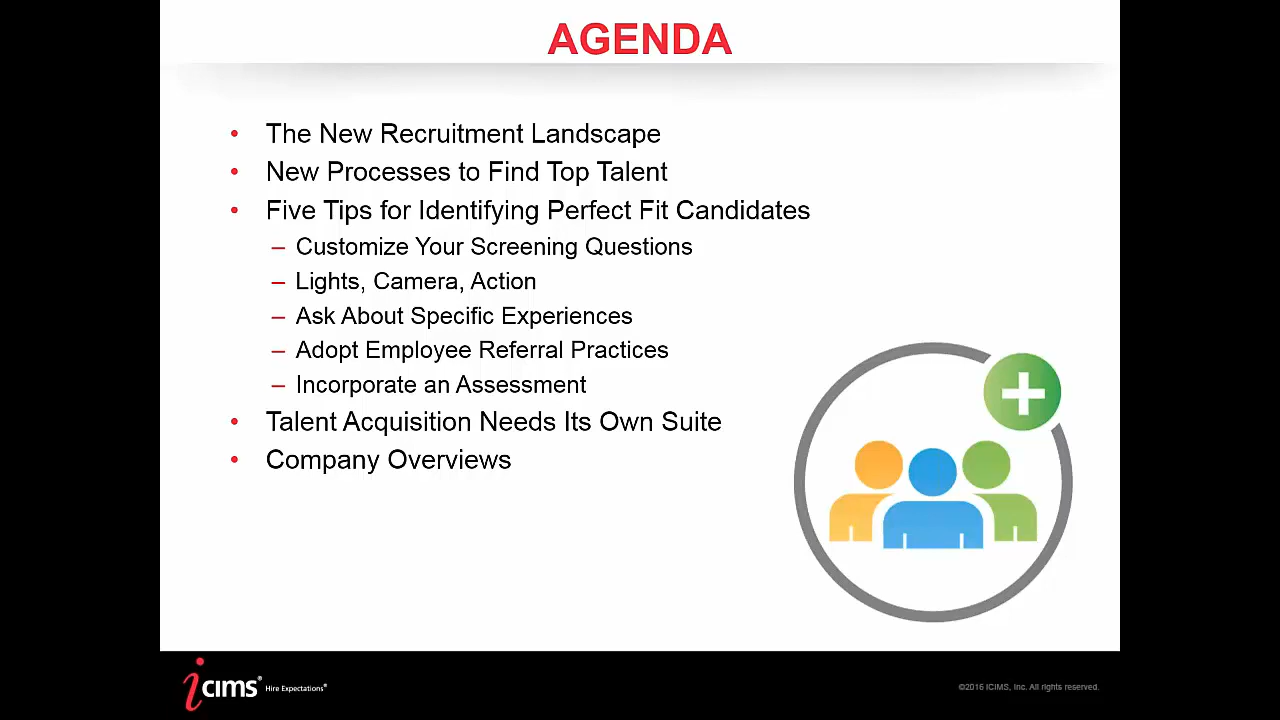 AGENDA
• The New Recruitment Landscape
• New Processes to Find Top Talent
• Five Tips for Identifying Perfect Fit Candidates
– Customize Your Screening Questions
– Lights, Camera, Action
– Ask About Specific Experiences
– Adopt Employee Referral Practices
– Incorporate an Assessment
• Talent Acquisition Needs Its Own Suite
• Company Overviews
icims® Hire Expectations®
©2016 iCIMS, Inc. All rights reserved.